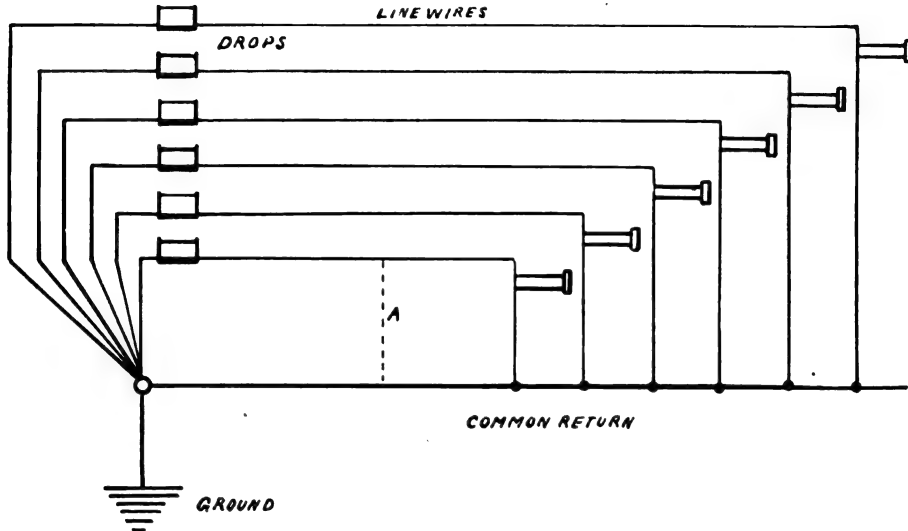 LINE WIRES
DROPS
A
COMMON RETURN
GROUND